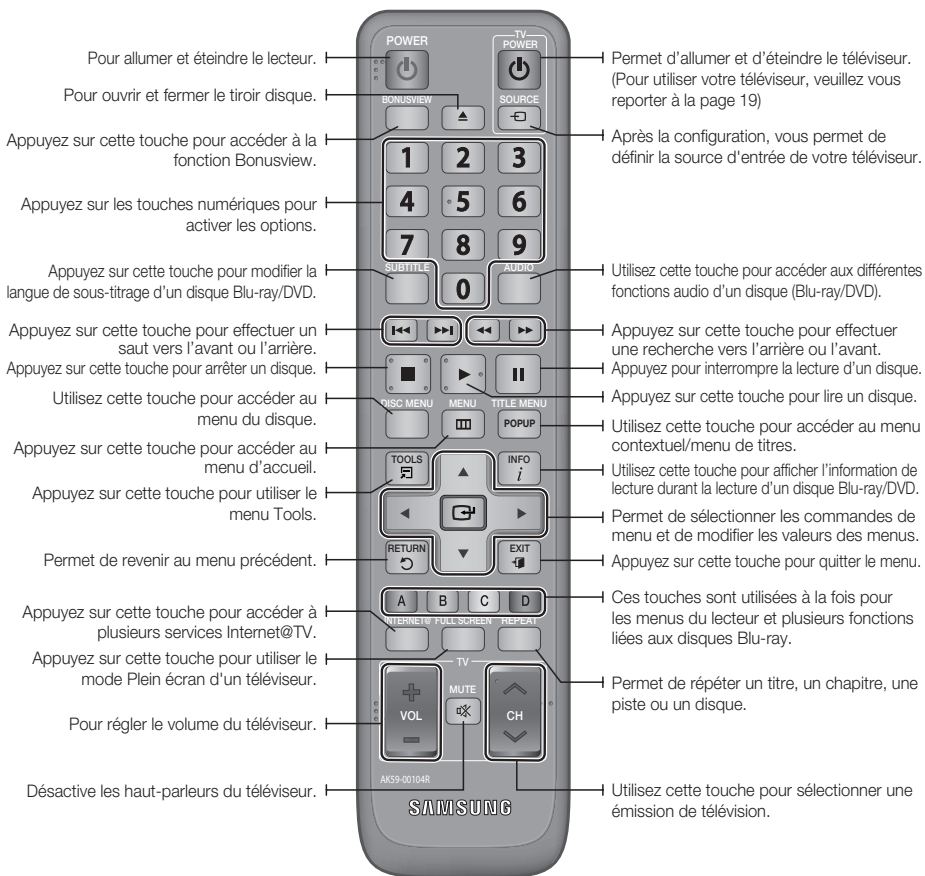 Pour allumer et éteindre le lecteur.
Pour ouvrir et fermer le tiroir disque.
Appuyez sur cette touche pour accéder à la
fonction Bonusview.
Appuyez sur les touches numériques pour
activer les options.
Appuyez sur cette touche pour modifier la
langue de sous-titrage d'un disque Blu-ray/DVD.
Appuyez sur cette touche pour effectuer un
saut vers l'avant ou l'arrière.
Appuyez sur cette touche pour arrêter un disque.
Utilisez cette touche pour accéder au
menu du disque.
Appuyez sur cette touche pour accéder au
menu d'accueil.
Appuyez sur cette touche pour utiliser le
menu Tools.
Permet de revenir au menu précédent.
Appuyez sur cette touche pour accéder à
plusieurs services Internet@TV.
Appuyez sur cette touche pour utiliser le
mode Plein écran d'un téléviseur.
Pour régler le volume du téléviseur.
Désactive les haut-parleurs du téléviseur.
POWER
TV
POWER
BONUSVIEW
SOURCE
1 2 3
4 5 6
7 8 9
SUBTITLE
0
AUDIO
DISC MENU MENU TITLE MENU
POPUP
TOOLS
INFO
i
RETURN
EXIT
A B C D
INTERNET@ FULL SCREEN REPEAT
TV
VOL
MUTE
CH
AK59-00104R
SAMSUNG
Permet d'allumer et d'éteindre le téléviseur.
(Pour utiliser votre téléviseur, veuillez vous
reporter à la page 19)
Après la configuration, vous permet de
définir la source d'entrée de votre téléviseur.
Utilisez cette touche pour accéder aux différentes
fonctions audio d'un disque (Blu-ray/DVD).
Appuyez sur cette touche pour effectuer
une recherche vers l'arrière ou l'avant.
Appuyez pour interrompre la lecture d'un disque.
Appuyez sur cette touche pour lire un disque.
Utilisez cette touche pour accéder au menu
contextuel/menu de titres.
Utilisez cette touche pour afficher l'information de
lecture durant la lecture d'un disque Blu-ray/DVD.
Permet de sélectionner les commandes de
menu et de modifier les valeurs des menus.
Appuyez sur cette touche pour quitter le menu.
Ces touches sont utilisées à la fois pour
les menus du lecteur et plusieurs fonctions
liées aux disques Blu-ray.
Permet de répéter un titre, un chapitre, une
piste ou un disque.
Utilisez cette touche pour sélectionner une
émission de télévision.